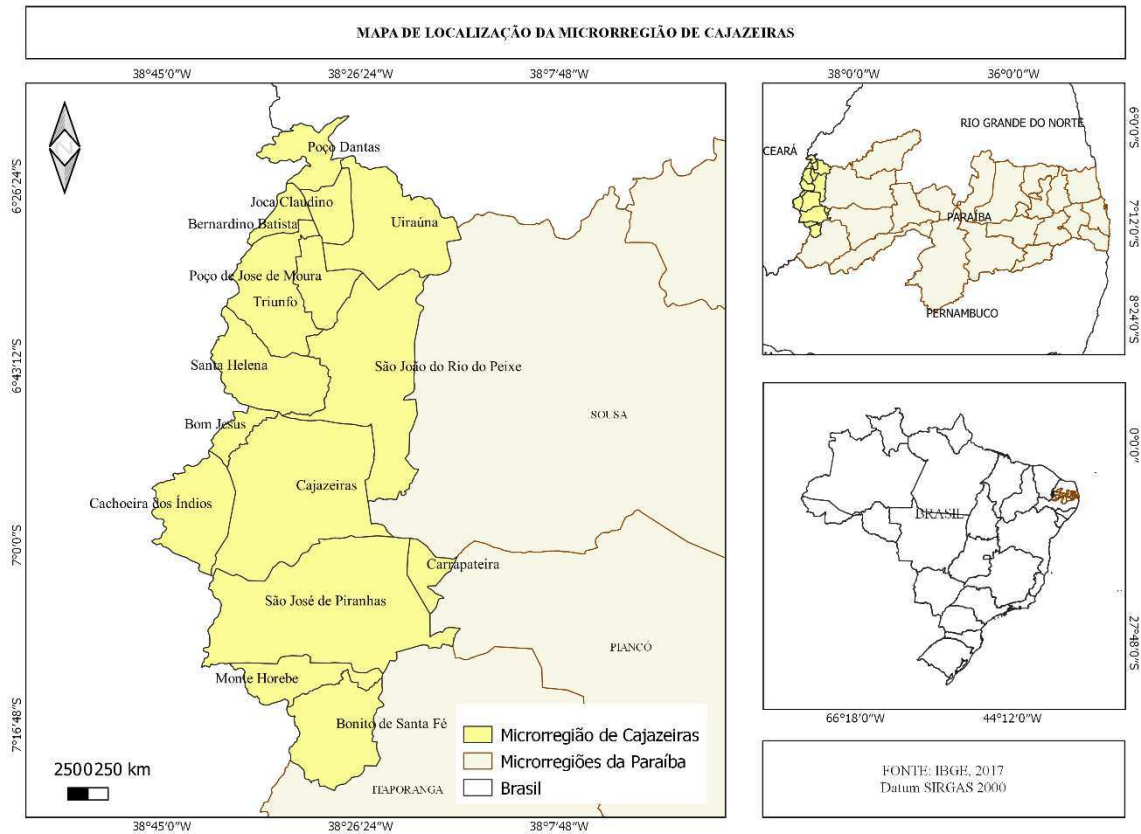 MAPA DE LOCALIZAÇÃO DA MICRORREGIÃO DE CAJAZEIRAS
38°45'0"W
38°26'24"W
38°7'48"W
6°26'24"S
6°43'12"S
7°0'0"S
7°16'48"S
Poço Dantas
Joca Claudino
Bernardino Batista
Uiraúna
Poço de Jose de Moura
Triunfo
Santa Helena
São João do Rio do Peixe
SOUSA
Bom Jesus
Cajazeiras
Cachoeira dos Índios
Carrapateira
São José de Piranhas
PIANCÓ
Monte Horebe
Bonito de Santa Fé
ITAPORANGA
2500250 km
Microrregião de Cajazeiras
Microrregiões da Paraíba
Brasil
38°45'0"W
38°26'24"W
38°7'48"W
38°0'0"W
36°0'0"W
RIO GRANDE DO NORTE
CEARÁ
PARAÍBA
PERNAMBUCO
6°0'0"S
7°12'0"S
8°24'0"S
BRASIL
0°0'0"
27°48'0"S
66°18'0"W
44°12'0"W
FONTE: IBGE, 2017
Datum SIRGAS 2000